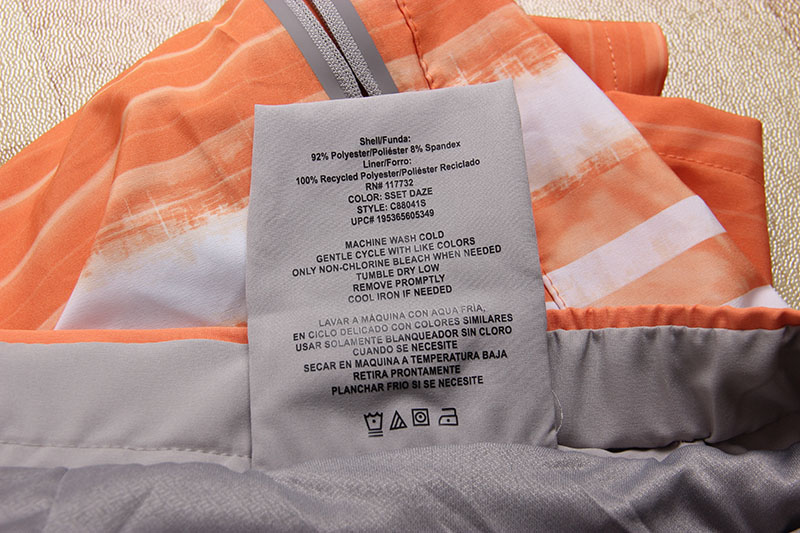 Shell/Funda:
92% Polyester/Poliéster 8% Spandex
Liner/Forro:
100% Recycled Polyester/Poliéster Reciclado
RN# 117732
COLOR: SSET DAZE
STYLE: C88041S
UPC# 195365605349
MACHINE WASH COLD
GENTLE CYCLE WITH LIKE COLORS
ONLY NON-CHLORINE BLEACH WHEN NEEDED
TUMBLE DRY LOW
REMOVE PROMPTLY
COOL IRON IF NEEDED
LAVAR A MÁQUINA CON AQUA FRÍA;
EN CICLO DELICADO CON COLORES SIMILARES
USAR SOLAMENTE BLANQUEADOR SIN CLORO
CUANDO SE NECESITE
SECAR EN MAQUINA A TEMPERATURA BAJA
RETIRA PRONTAMENTE
PLANCHAR FRIO SI SE NECESITE